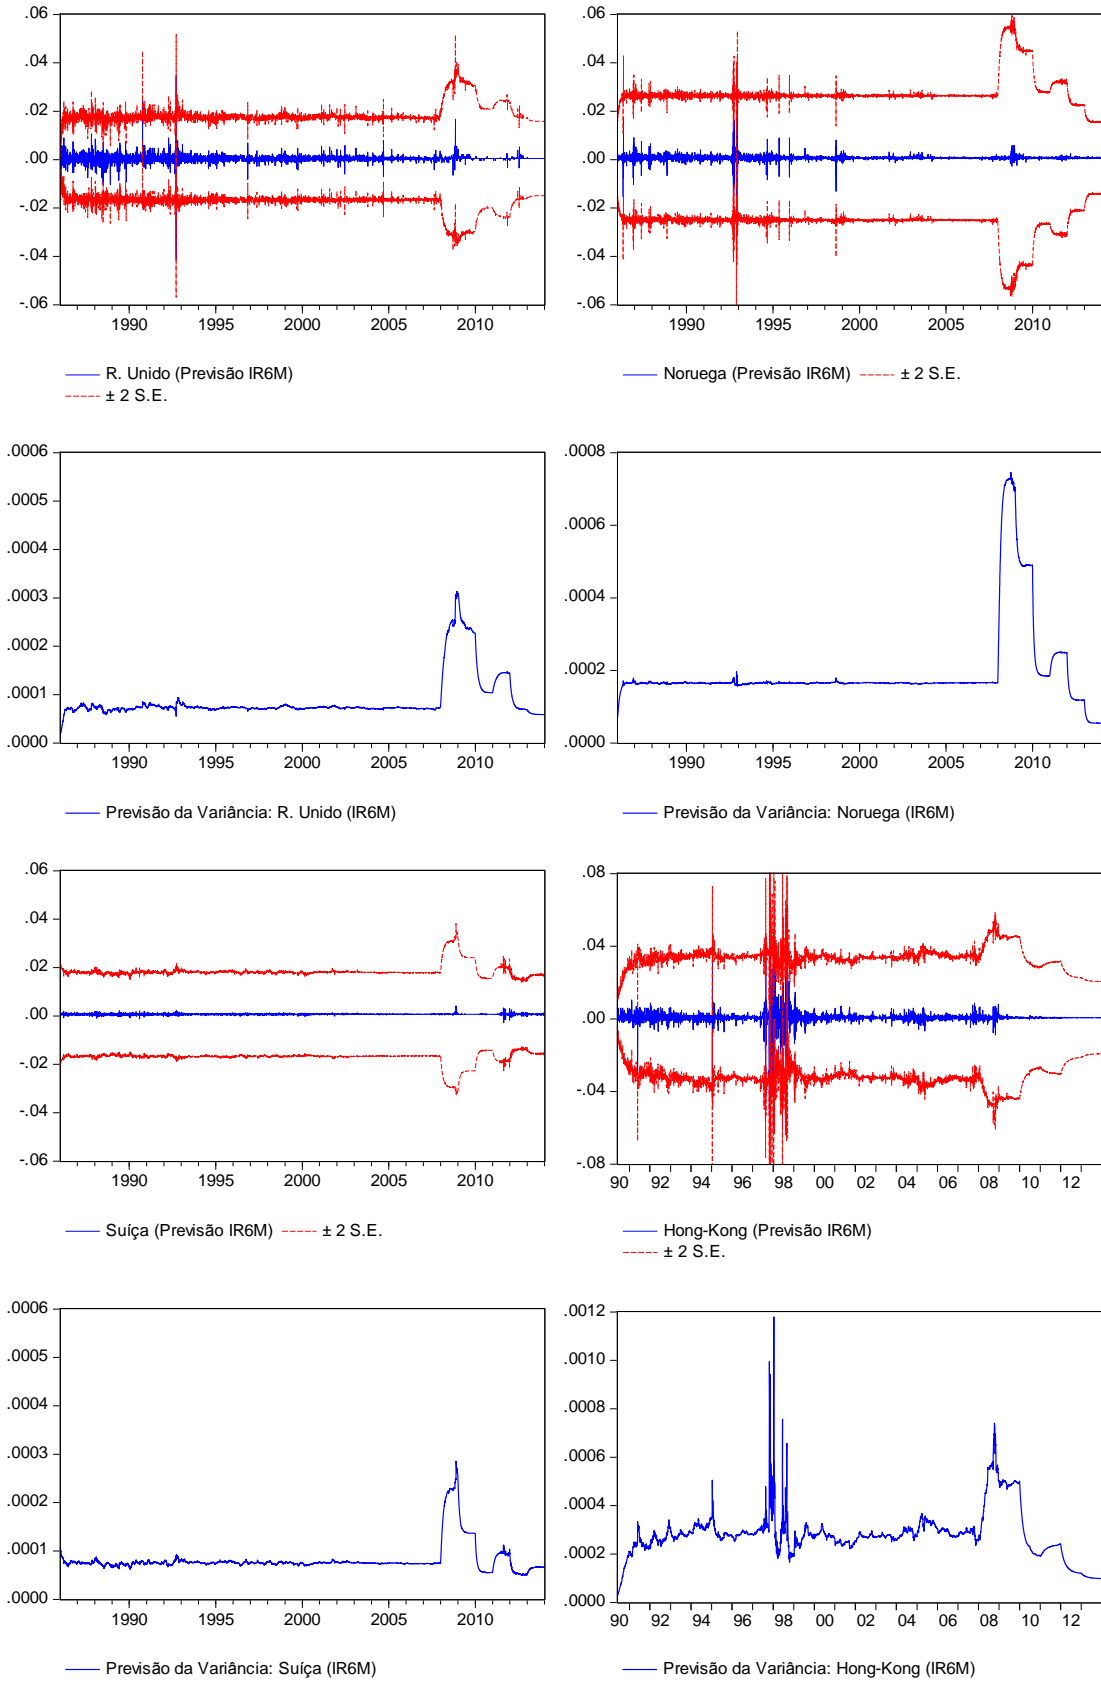 .06
.04
.02
.00
-.02
-.04
-.06
1990 1995 2000 2005 2010
R. Unido (Previsão IR6M)
± 2 S.E.
.06
.04
.02
.00
-.02
-.04
-.06
1990 1995 2000 2005 2010
Noruega (Previsão IR6M) ± 2 S.E.
.0006
.0005
.0004
.0003
.0002
.0001
.0000
1990 1995 2000 2005 2010
Previsão da Variância: R. Unido (IR6M)
.0008
.0006
.0004
.0002
.0000
1990 1995 2000 2005 2010
Previsão da Variância: Noruega (IR6M)
.06
.04
.02
.00
-.02
-.04
-.06
1990 1995 2000 2005 2010
Suíça (Previsão IR6M) ± 2 S.E.
.08
.04
.00
-.04
-.08
90 92 94 96 98 00 02 04 06 08 10 12
Hong-Kong (Previsão IR6M)
± 2 S.E.
.0006
.0005
.0004
.0003
.0002
.0001
.0000
1990 1995 2000 2005 2010
Previsão da Variância: Suíça (IR6M)
.0012
.0010
.0008
.0006
.0004
.0002
.0000
90 92 94 96 98 00 02 04 06 08 10 12
Previsão da Variância: Hong-Kong (IR6M)